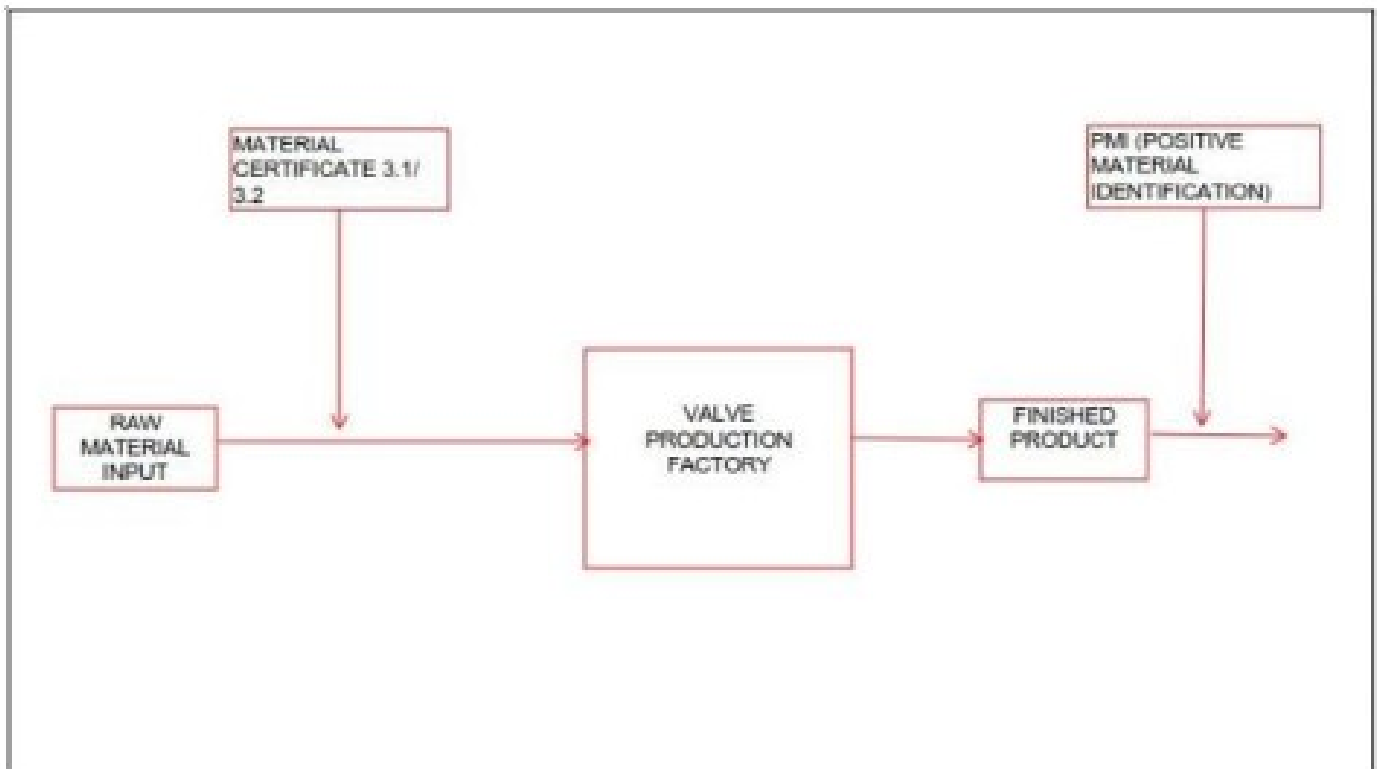 MATERIAL
CERTIFICATE 3.1/
3.2
PMI (POSITIVE
MATERIAL
IDENTIFICATION)
RAW
MATERIAL
INPUT
VALVE
PRODUCTION
FACTORY
FINISHED
PRODUCT